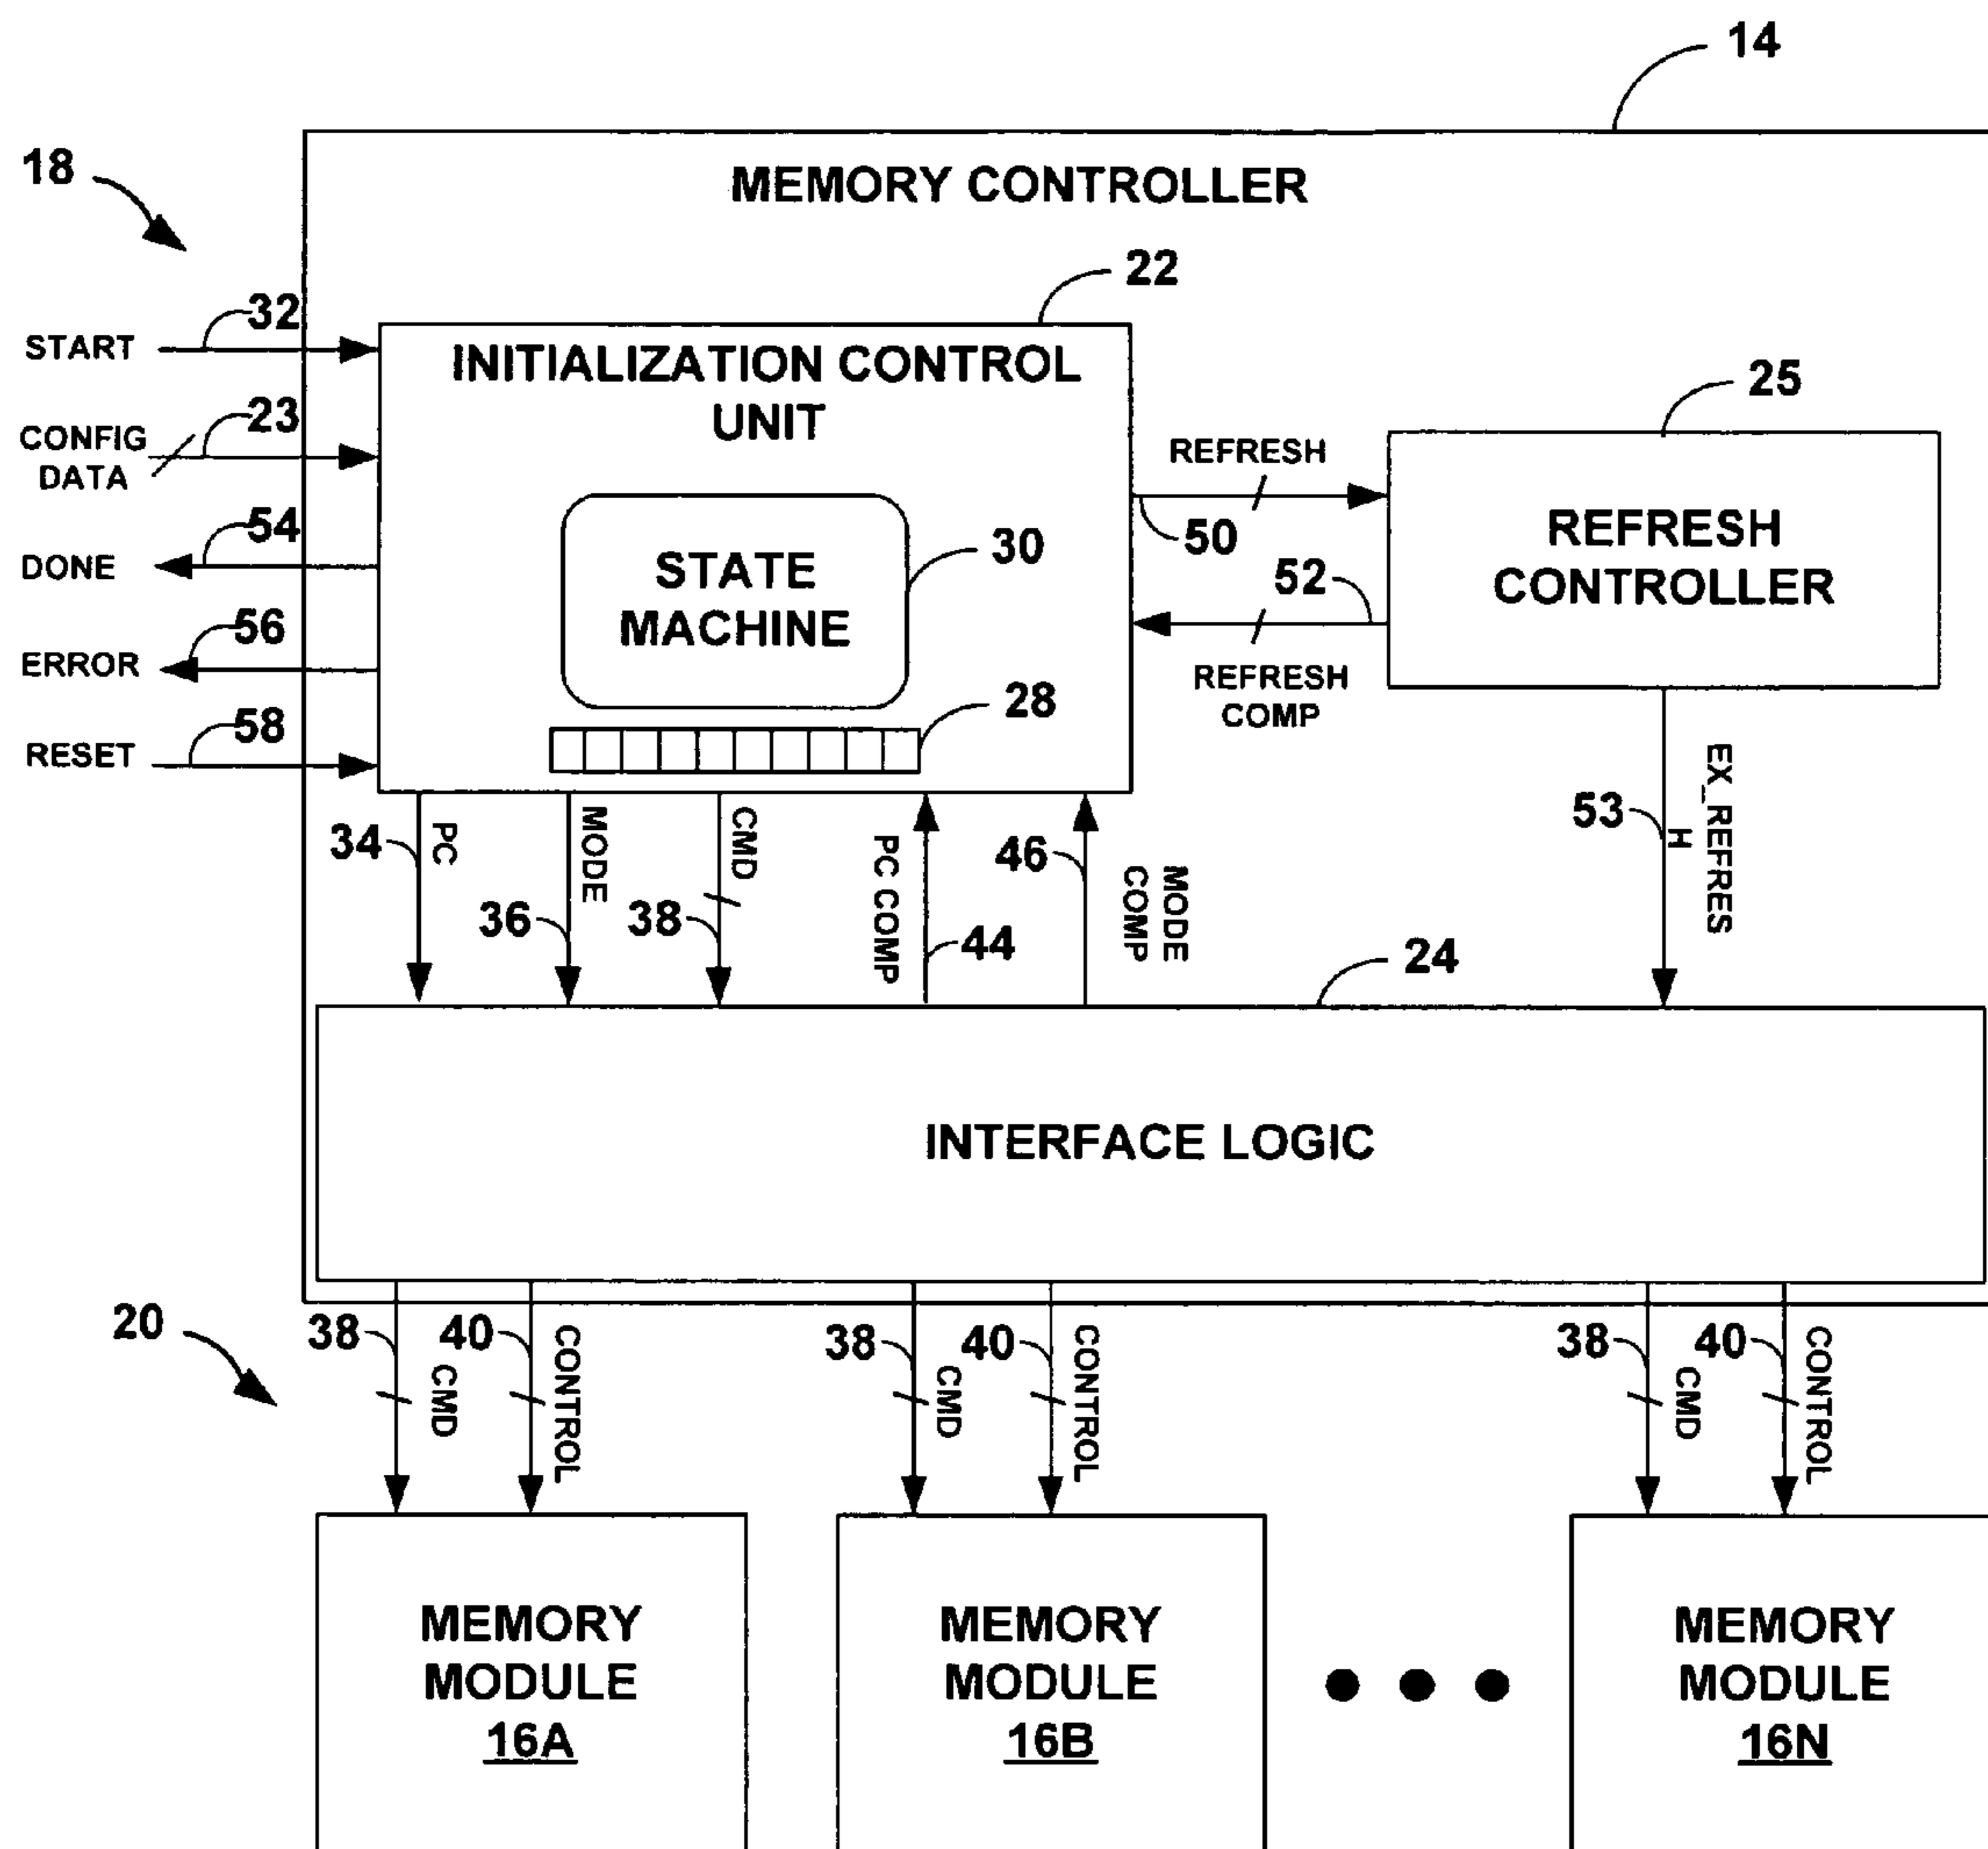 14
18
MEMORY CONTROLLER
22
START
32
INITIALIZATION CONTROL
UNIT
CONFIG
DATA
23
25
REFRESH
50
REFRESH
CONTROLLER
DONE
54
STATE
MACHINE
30
52
REFRESH
COMP
ERROR
56
28
RESET
58
34
PC
36
MODE
38
CMD
PC COMP
44
46
MODE
COMP
53
EX_REFRES
H
24
INTERFACE LOGIC
20
38
CMD
40
CONTROL
38
CMD
40
CONTROL
38
CMD
40
CONTROL
MEMORY
MODULE
16A
MEMORY
MODULE
16B
MEMORY
MODULE
16N